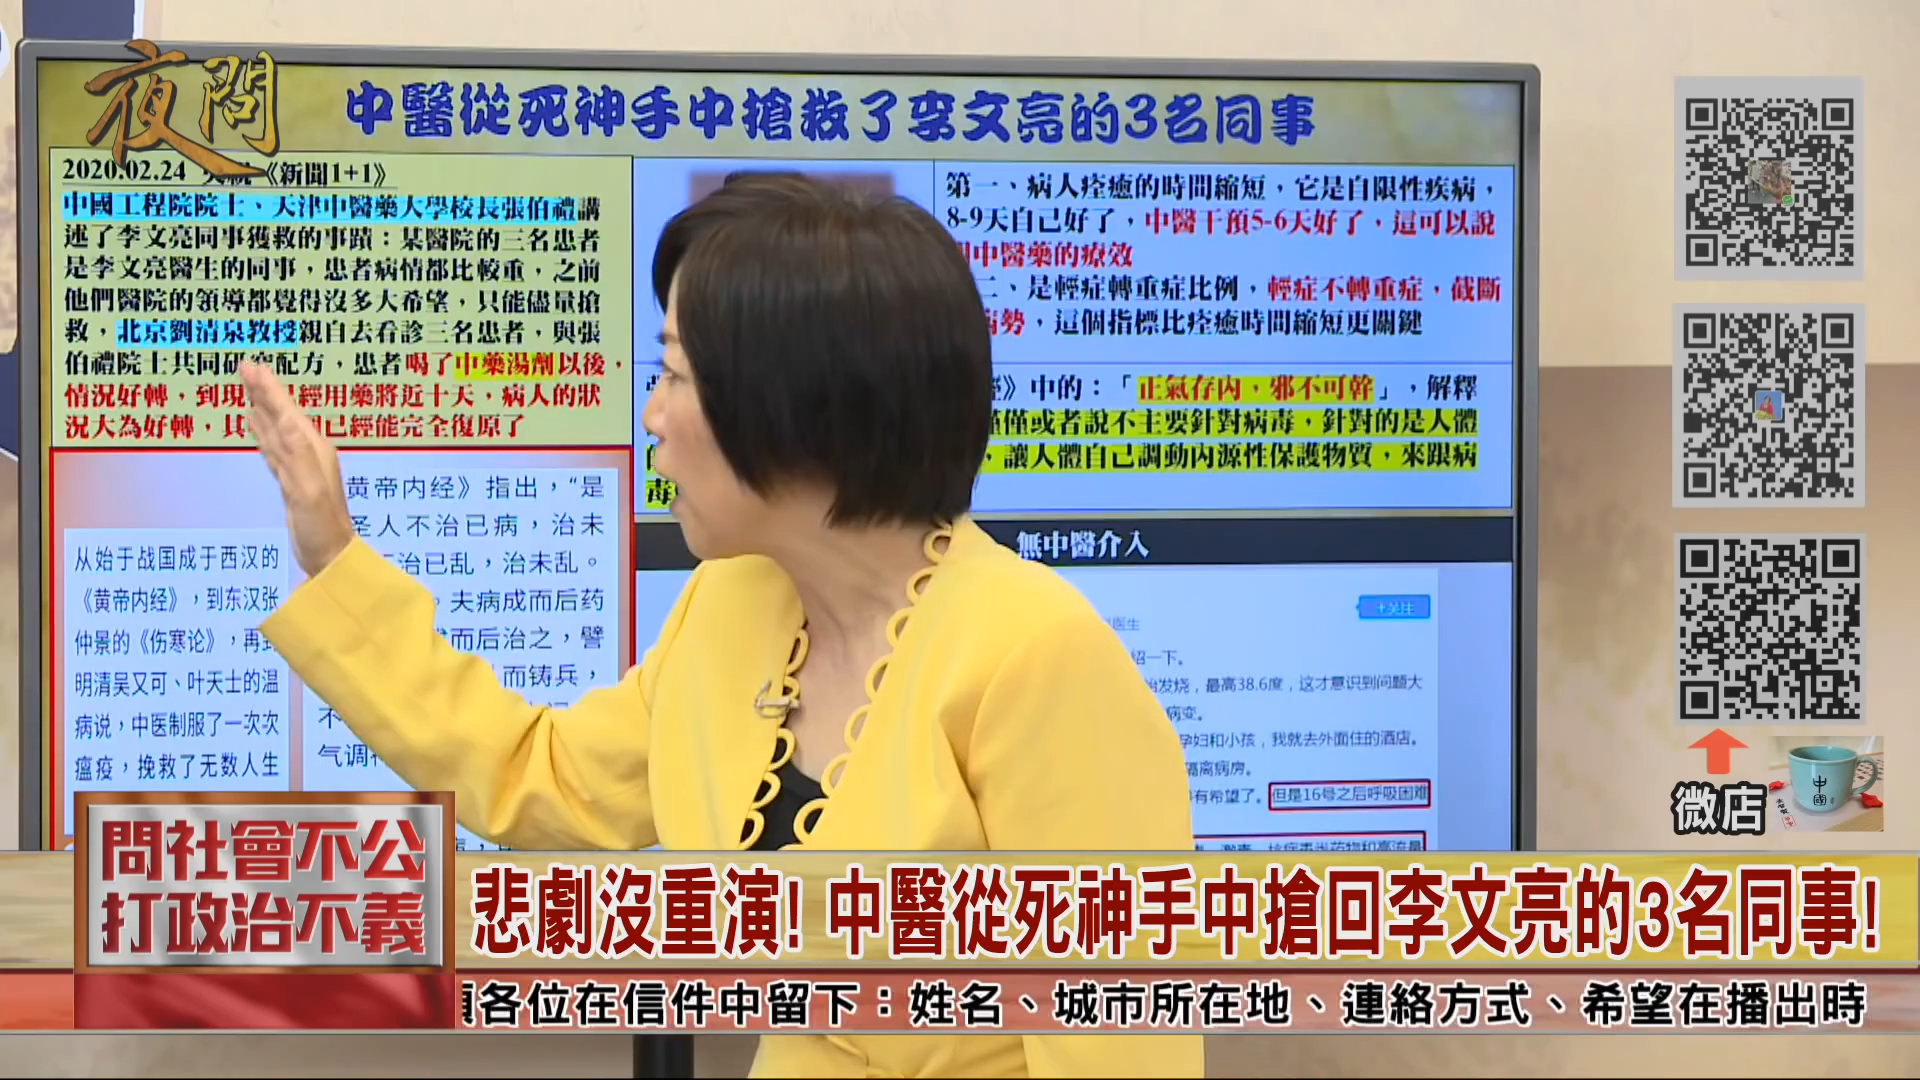 夜問
中醫從死神手中搶救了李文亮的3名同事
2020.02.24 央視《新聞1+1》
中國工程院院士、天津中醫藥大學校長張伯禮講
述了李文亮同事獲救的事蹟：某醫院的三名患者
是李文亮醫生的同事，患者病情都比較重，之前
他們醫院的領導都覺得沒多大希望，只能儘量搶
救，北京劉清泉教授親自去看診三名患者，與張
伯禮院士共同研究配方，患者喝了中藥湯劑以後，
情況好轉，到現 已經用藥將近十天，病人的狀
況大為好轉，其 個已經能完全復原了
第一、病人痊癒的時間縮短，它是自限性疾病，
8-9天自己好了，中醫干預5-6天好了，這可以說
明中醫藥的療效
二、是輕症轉重症比例，輕症不轉重症，截斷
病勢，這個指標比痊癒時間縮短更關鍵
》中的：「正氣存內，邪不可幹」，解釋
僅僅或者說不主要針對病毒，針對的是人體
，讓人體自己調動內源性保護物質，來跟病
毒
从始于战国成于西汉的
《黄帝内经》，到东汉张
仲景的《伤寒论》，再到
明清吴又可、叶天士的温
病说，中医制服了一次次
瘟疫，挽救了无数人生
黄帝内经》指出，“是
圣人不治已病，治未
治已乱，治未乱。
。夫病成而后药
而后治之，譬
而铸兵，
不
气调
無中醫介入
+关注
医生
绍一下。
发烧，最高38.6度，这才意识到问题大
病变。
孕妇和小孩，我就去外面住的酒店。
隔离病房。
有希望了。但是16号之后呼吸困难
微店
中國
問社會不公
打政治不義
悲劇沒重演！中醫從死神手中搶回李文亮的3名同事！
各位在信件中留下：姓名、城市所在地、連絡方式、希望在播出時